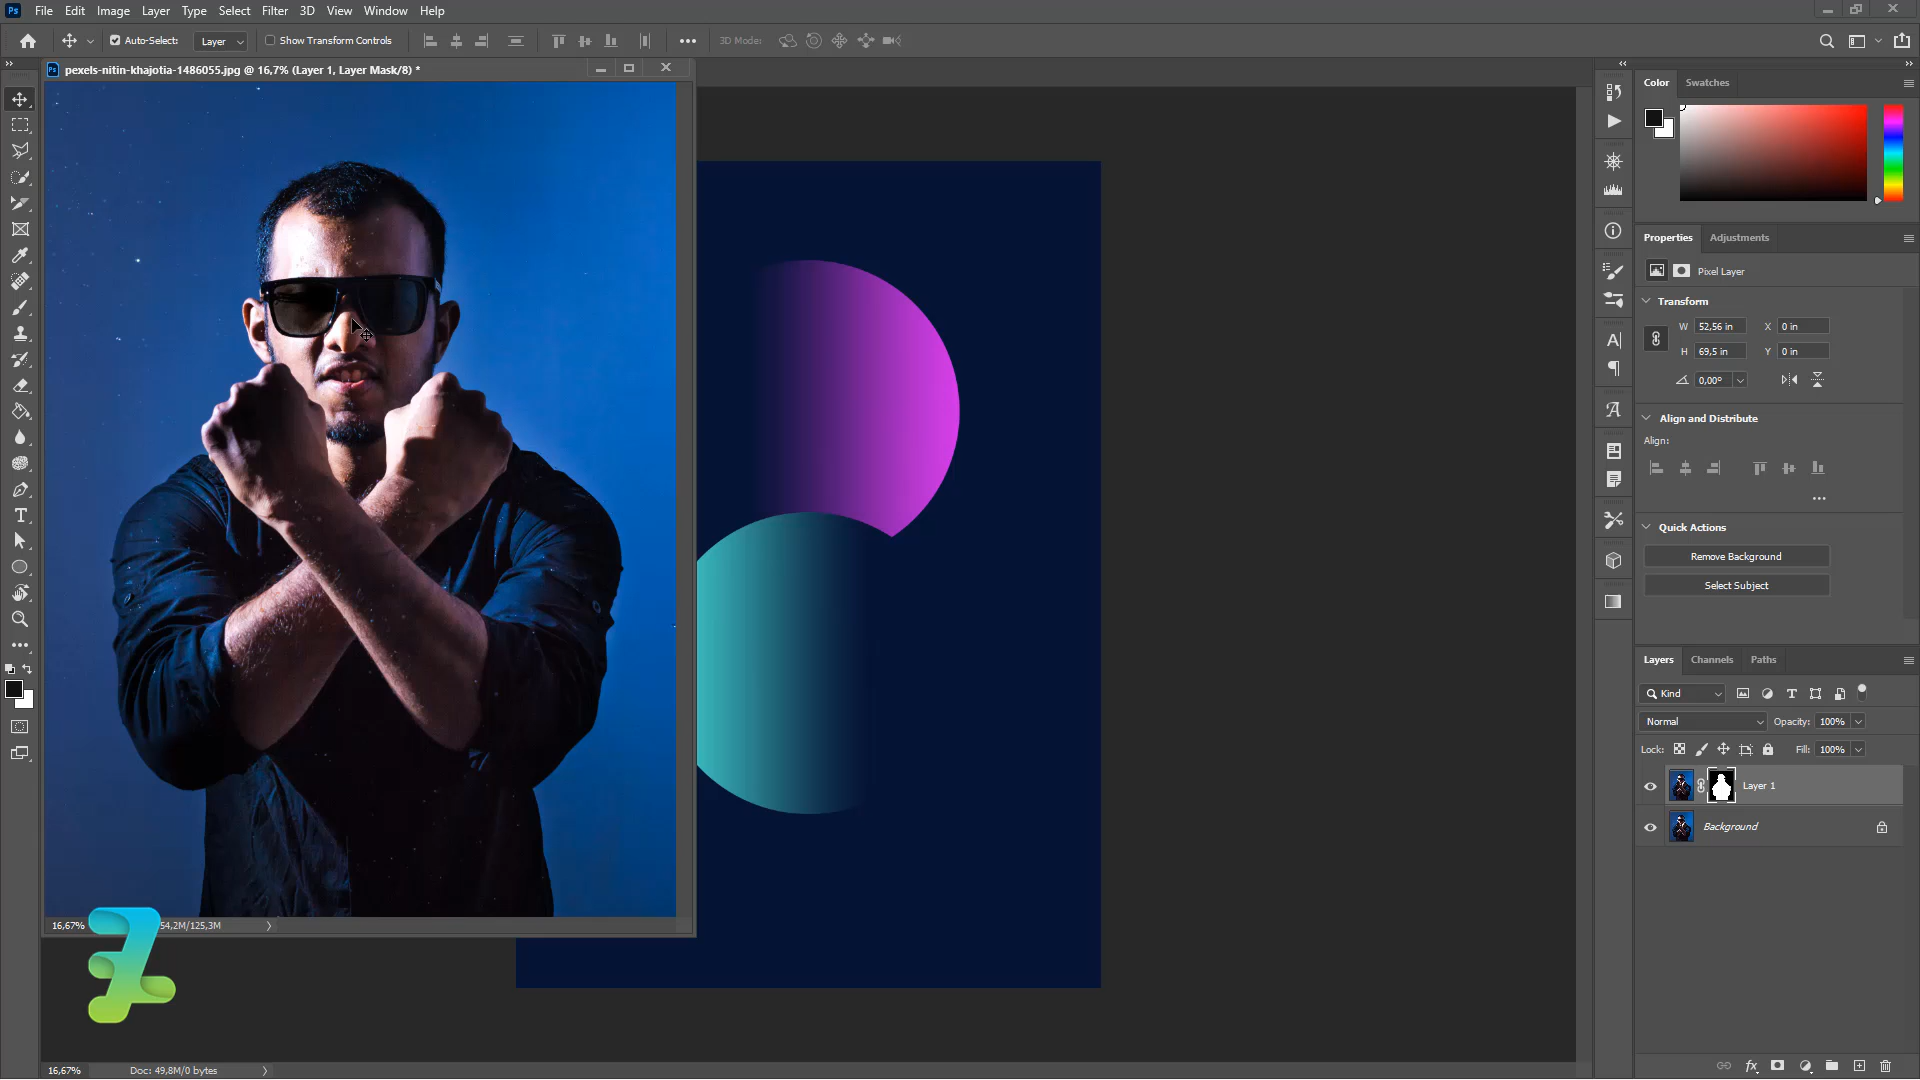 Ps File Edit Image Layer Type Select Filter 3D View Window Help
Auto-Select: Layer Show Transform Controls 3D Mode:
Ps pexels-nitin-khajotia-1486055.jpg @ 16,7% (Layer 1, Layer Mask/8) *
Color Swatches
Properties Adjustments
Pixel Layer
Transform
W 52,56 in X 0 in
H 69,5 in Y 0 in
0,00°
Align and Distribute
Align:
Quick Actions
Remove Background
Select Subject
Layers Channels Paths
Kind
Normal Opacity: 100%
Lock: Fill: 100%
Layer 1
Background
16,67% 54,2M/125,3M
16,67% Doc: 49,8M/0 bytes